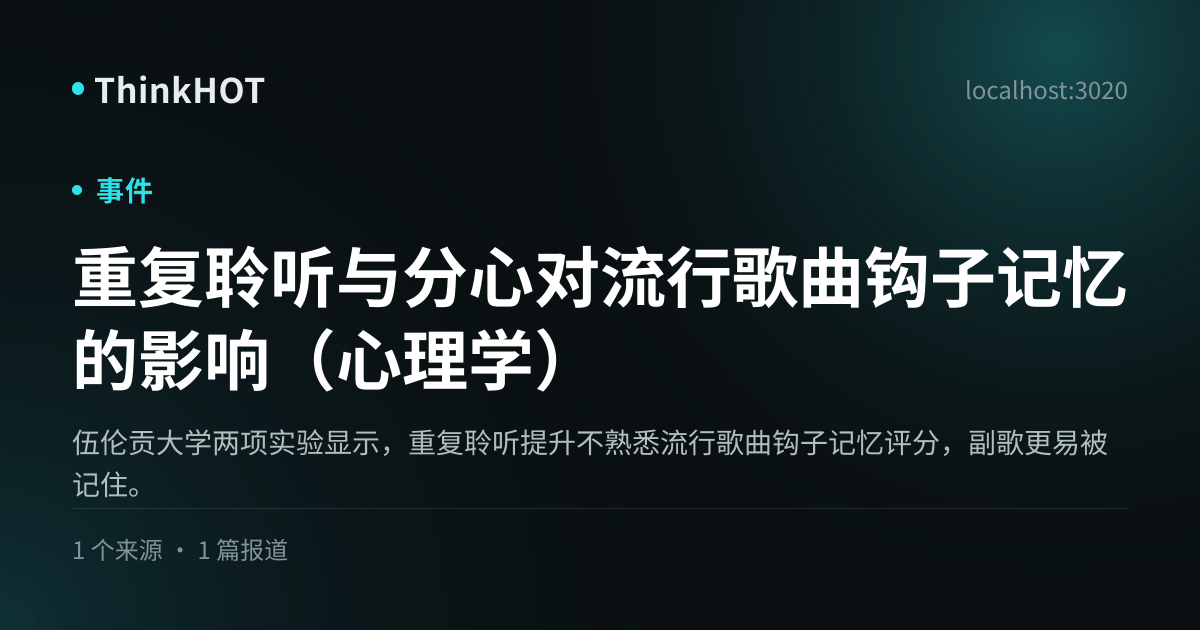 ThinkHOT
localhost:3020
事件
重复聆听与分心对流行歌曲钩子记忆
的影响（心理学）
伍伦贡大学两项实验显示，重复聆听提升不熟悉流行歌曲钩子记忆评分，副歌更易被
记住。
1 个来源 · 1 篇报道